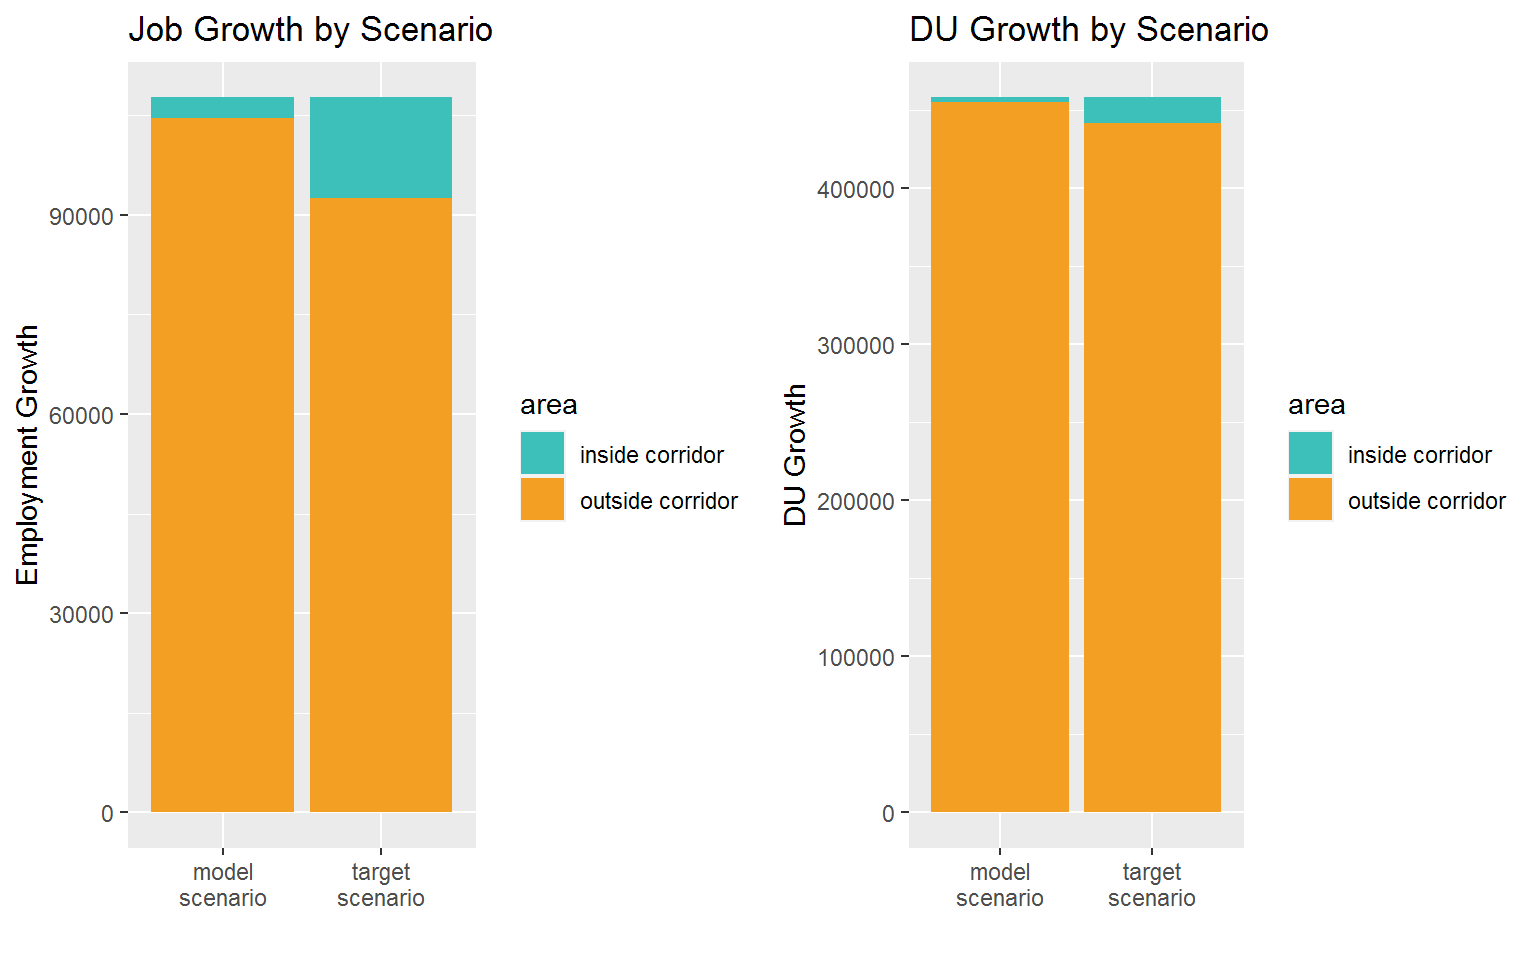 Job Growth by Scenario
Employment Growth
90000
60000
30000
0
model
scenario
target
scenario
area
inside corridor
outside corridor
DU Growth by Scenario
DU Growth
400000
300000
200000
100000
0
model
scenario
target
scenario
area
inside corridor
outside corridor